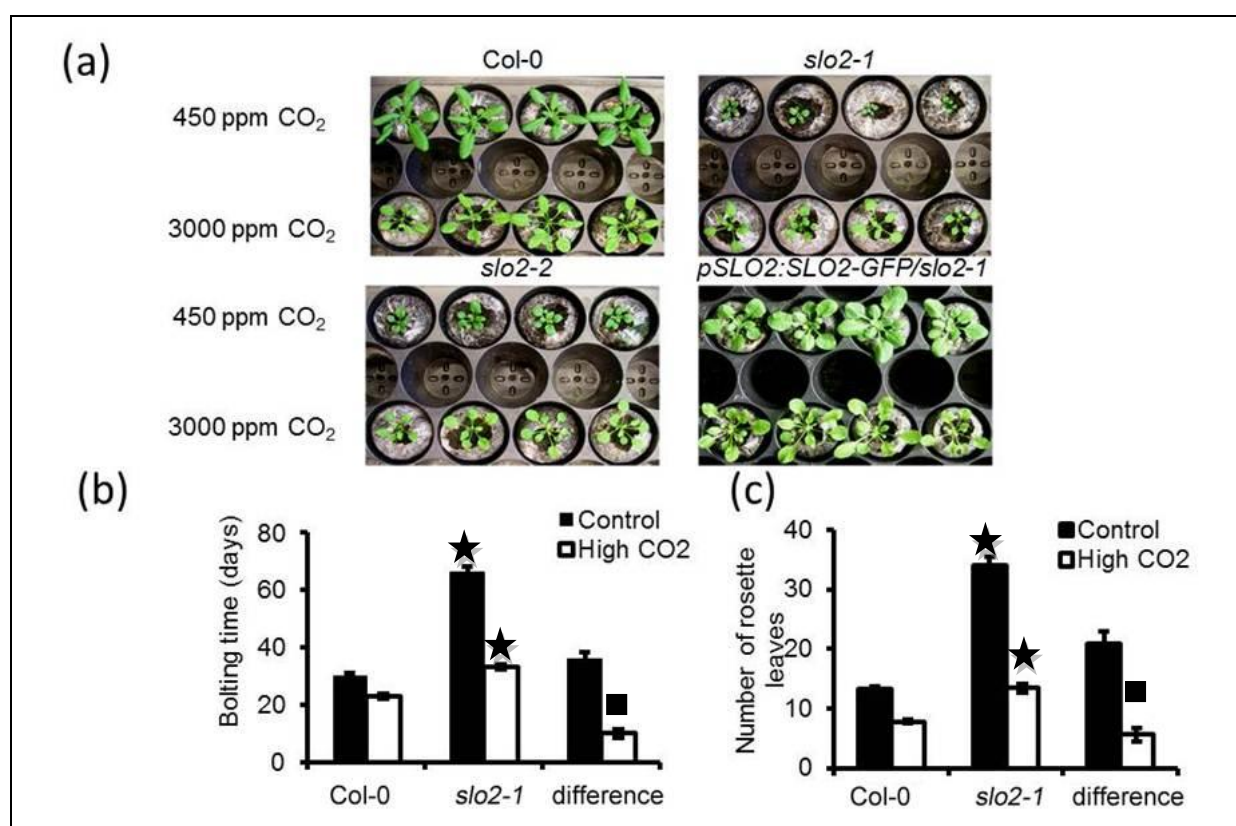 (a)
Col-0
slo2-1
450 ppm CO2
3000 ppm CO2
slo2-2
pSLO2:SLO2-GFP/slo2-1
450 ppm CO2
3000 ppm CO2
(b)
Bolting time (days)
80
60
40
20
0
Control
High CO2
Col-0
slo2-1
difference
(c)
Number of rosette
leaves
40
30
20
10
0
Control
High CO2
Col-0
slo2-1
difference